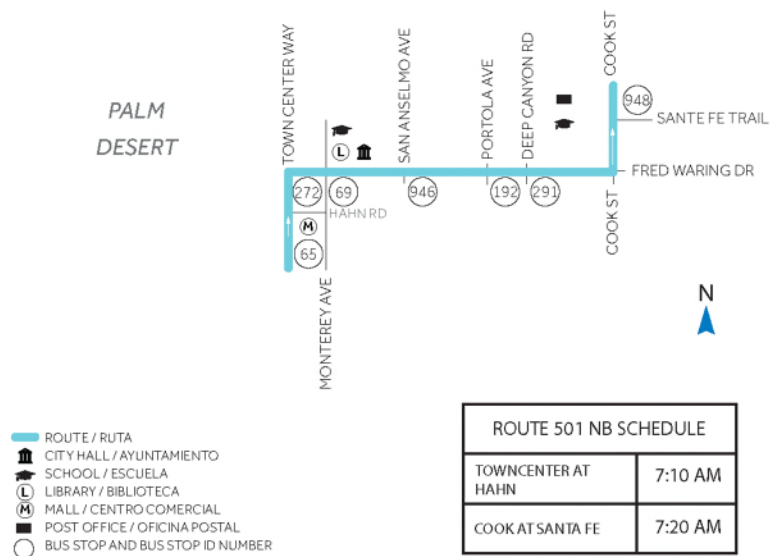 PALM
DESERT
TOWN CENTER WAY
SAN ANSELMO AVE
PORTOLA AVE
DEEP CANYON RD
COOK ST
948
SANTE FE TRAIL
L
FRED WARING DR
272
69
946
192
291
HAHN RD
M
65
COOK ST
MONTEREY AVE
N
ROUTE / RUTA
CITY HALL / AYUNTAMIENTO
SCHOOL / ESCUELA
L LIBRARY / BIBLIOTECA
M MALL / CENTRO COMERCIAL
POST OFFICE / OFICINA POSTAL
BUS STOP AND BUS STOP ID NUMBER
ROUTE 501 NB SCHEDULE
TOWNCENTER AT
HAHN
7:10 AM
COOK AT SANTA FE
7:20 AM